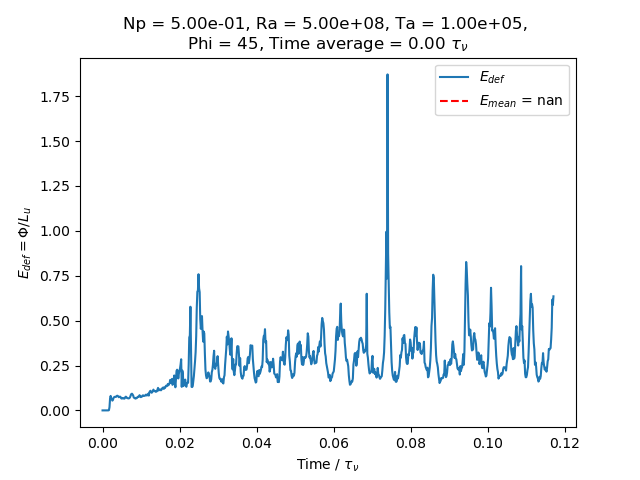 Np = 5.00e-01, Ra = 5.00e+08, Ta = 1.00e+05,
Phi = 45, Time average = 0.00 τν
E_def
E_mean = nan
1.75
1.50
1.25
1.00
0.75
0.50
0.25
0.00
E_def = Φ/L_u
0.00 0.02 0.04 0.06 0.08 0.10 0.12
Time / τν